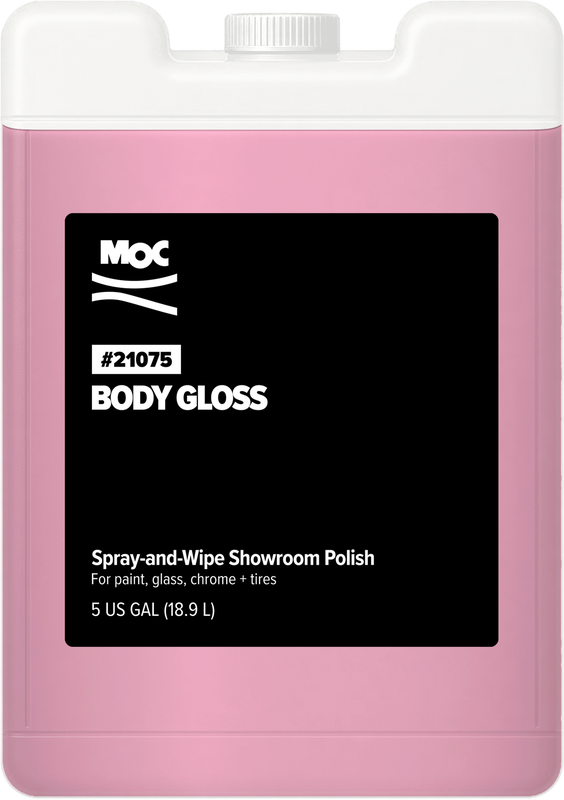 MOC
#21075
BODY GLOSS
Spray-and-Wipe Showroom Polish
For paint, glass, chrome + tires
5 US GAL (18.9 L)